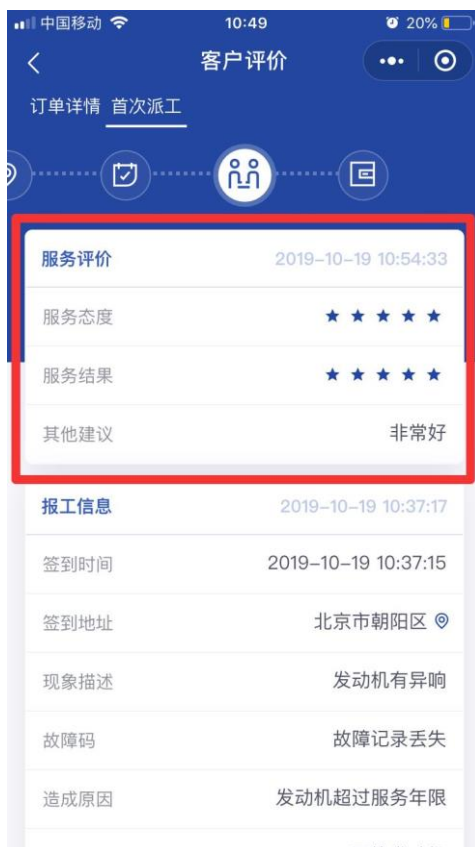 中国移动 10:49 20%
客户评价
订单详情 首次派工
服务评价 2019-10-19 10:54:33
服务态度 ★ ★ ★ ★ ★
服务结果 ★ ★ ★ ★ ★
其他建议 非常好
报工信息 2019-10-19 10:37:17
签到时间 2019-10-19 10:37:15
签到地址 北京市朝阳区
现象描述 发动机有异响
故障码 故障记录丢失
造成原因 发动机超过服务年限